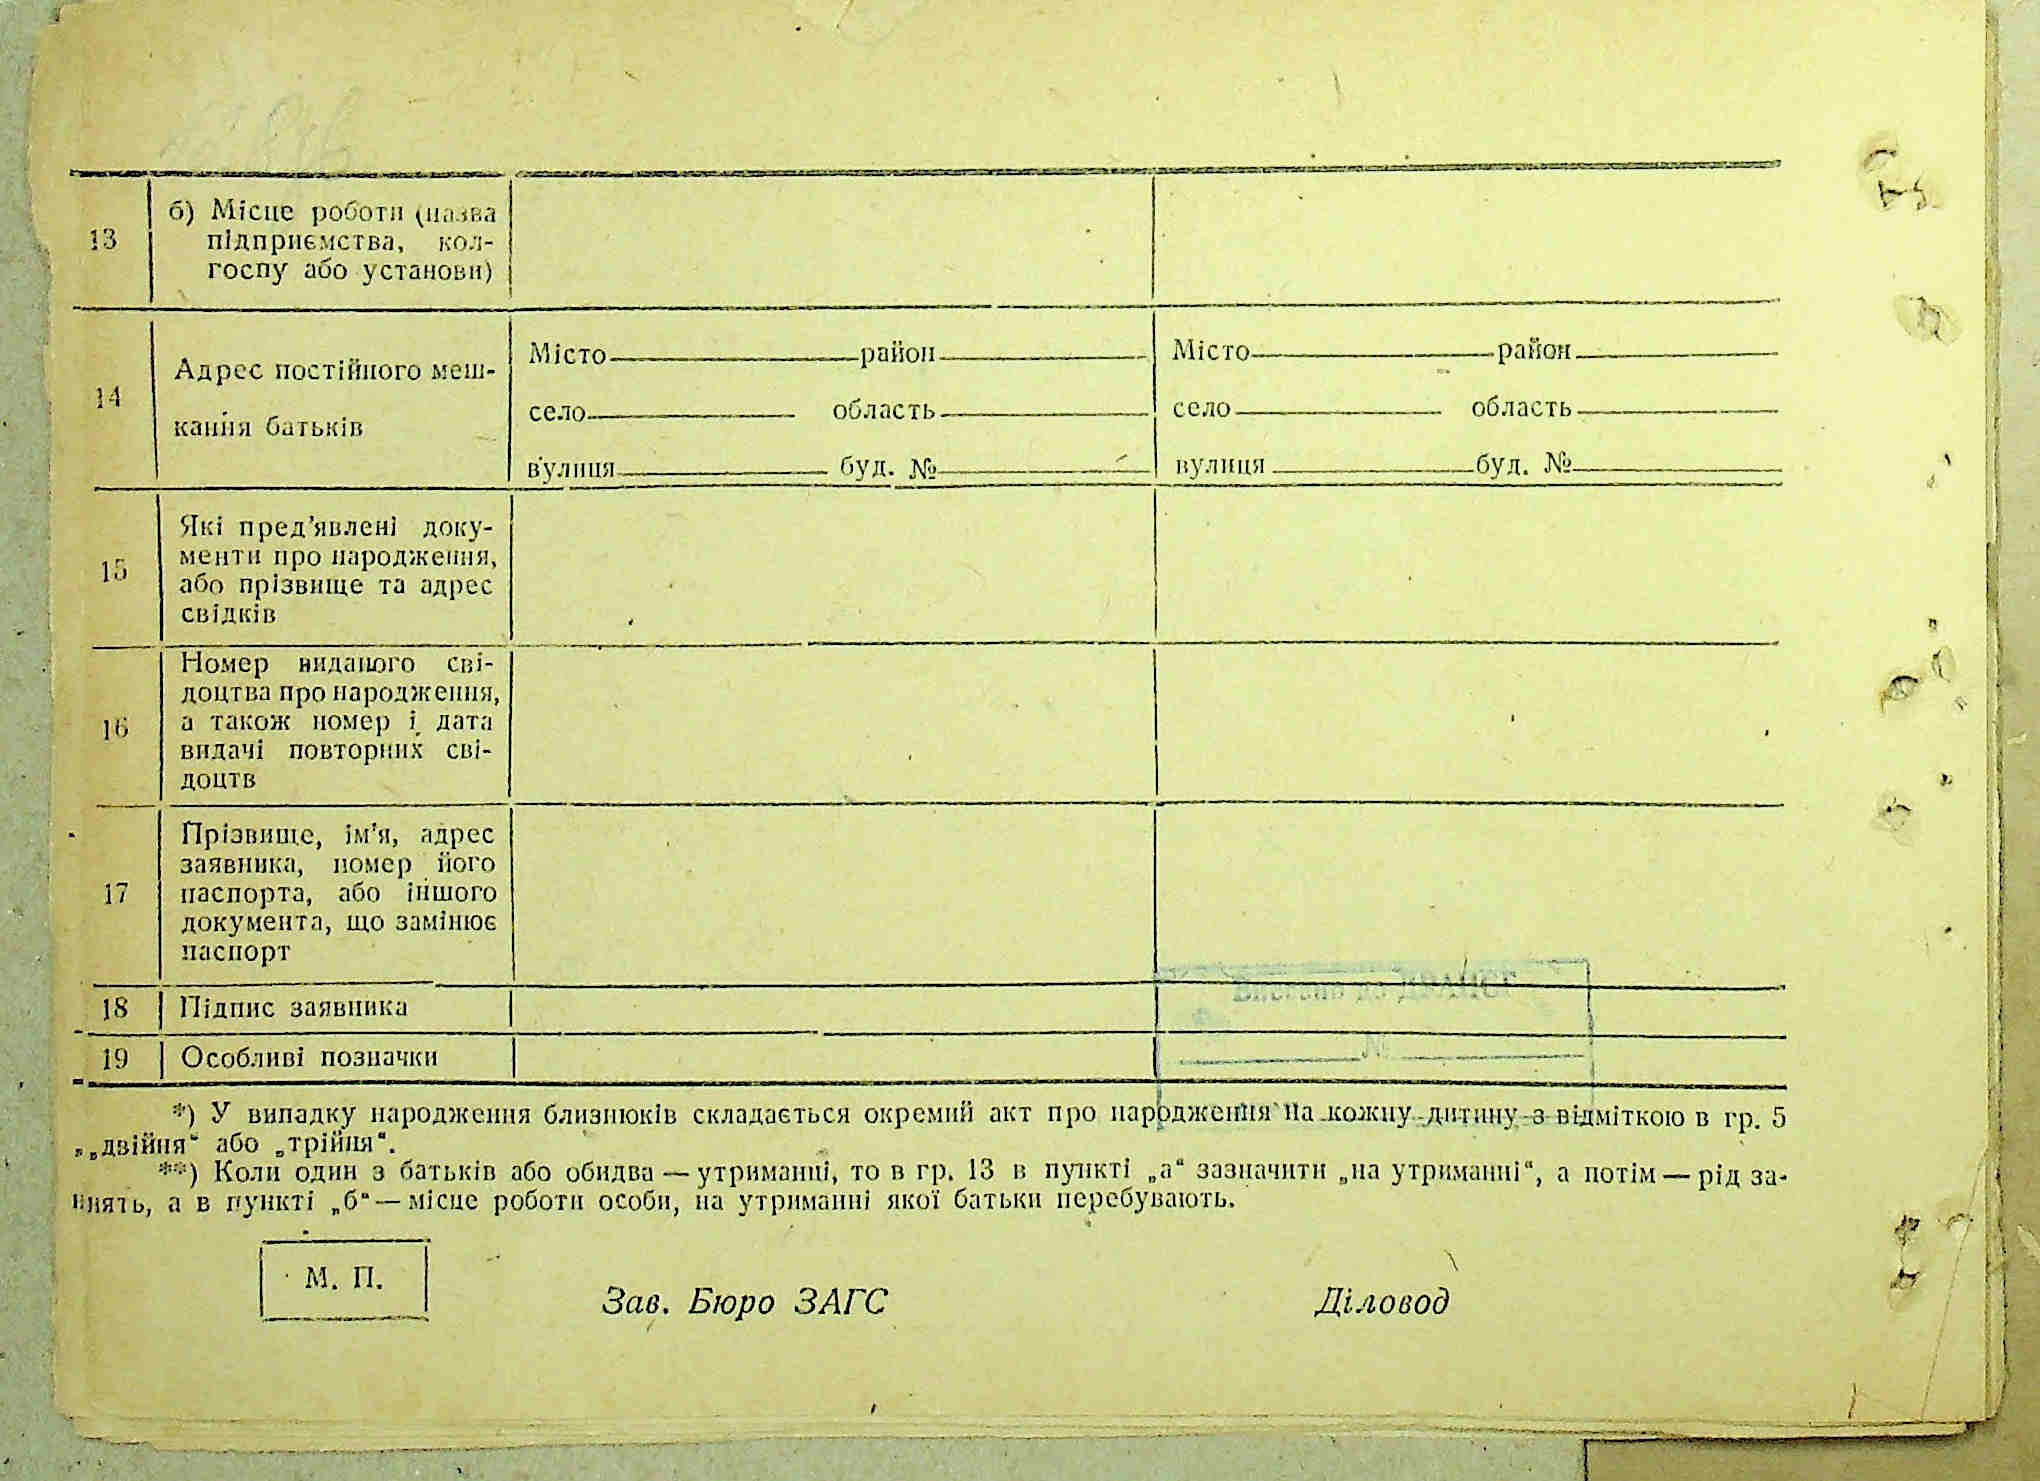 13
б) Місце роботи (назва
підприємства, кол-
госпу або установи)
14
Адрес постійного меш-
кання батьків
Місто район
село область
вулиця буд. №
Місто район
село область
вулиця буд. №
15
Які пред’явлені доку-
менти про народження,
або прізвище та адрес
свідків
16
Номер виданого сві-
доцтва про народження,
а також номер і дата
видачі повторних сві-
доцтв
17
Прізвище, ім’я, адрес
заявника, номер його
паспорта, або іншого
документа, що замінює
паспорт
18 Підпис заявника
19 Особливі позначки
№
*) У випадку народження близнюків складається окремий акт про народження на кожну дитину з відміткою в гр. 5
„двійня“ або „трійня“.
**) Коли один з батьків або обидва — утриманці, то в гр. 13 в пункті „а“ зазначити „на утриманні“, а потім — рід за-
нять, а в пункті „б“ — місце роботи особи, на утриманні якої батьки перебувають.
М. П.
Зав. Бюро ЗАГС
Діловод